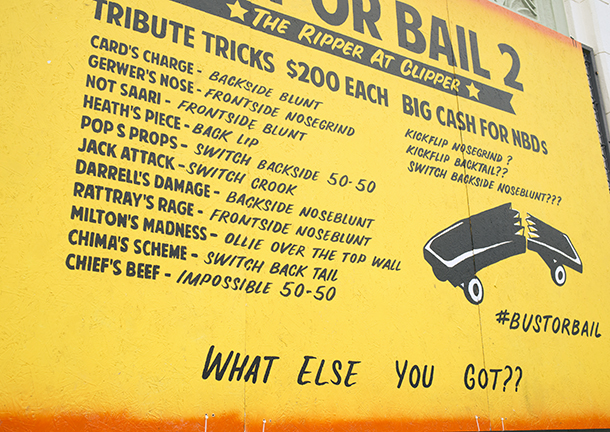 OR BAIL 2
THE RIPPER AT CLIPPER
TRIBUTE TRICKS $200 EACH
CARD'S CHARGE - BACKSIDE BLUNT
GERWER'S NOSE - FRONTSIDE NOSEGRIND
NOT SAARI - FRONTSIDE BLUNT
HEATH'S PIECE - BACK LIP
POP S PROPS - SWITCH BACKSIDE 50-50
JACK ATTACK - SWITCH CROOK
DARRELL'S DAMAGE - BACKSIDE NOSEBLUNT
RATTRAY'S RAGE - FRONTSIDE NOSEBLUNT
MILTON'S MADNESS - OLLIE OVER THE TOP WALL
CHIMA'S SCHEME - SWITCH BACK TAIL
CHIEF'S BEEF - IMPOSSIBLE 50-50
BIG CASH FOR NBDs
KICKFLIP NOSEGRIND ?
KICKFLIP BACKTAIL??
SWITCH BACKSIDE NOSEBLUNT???
#BUSTORBAIL
WHAT ELSE YOU GOT??